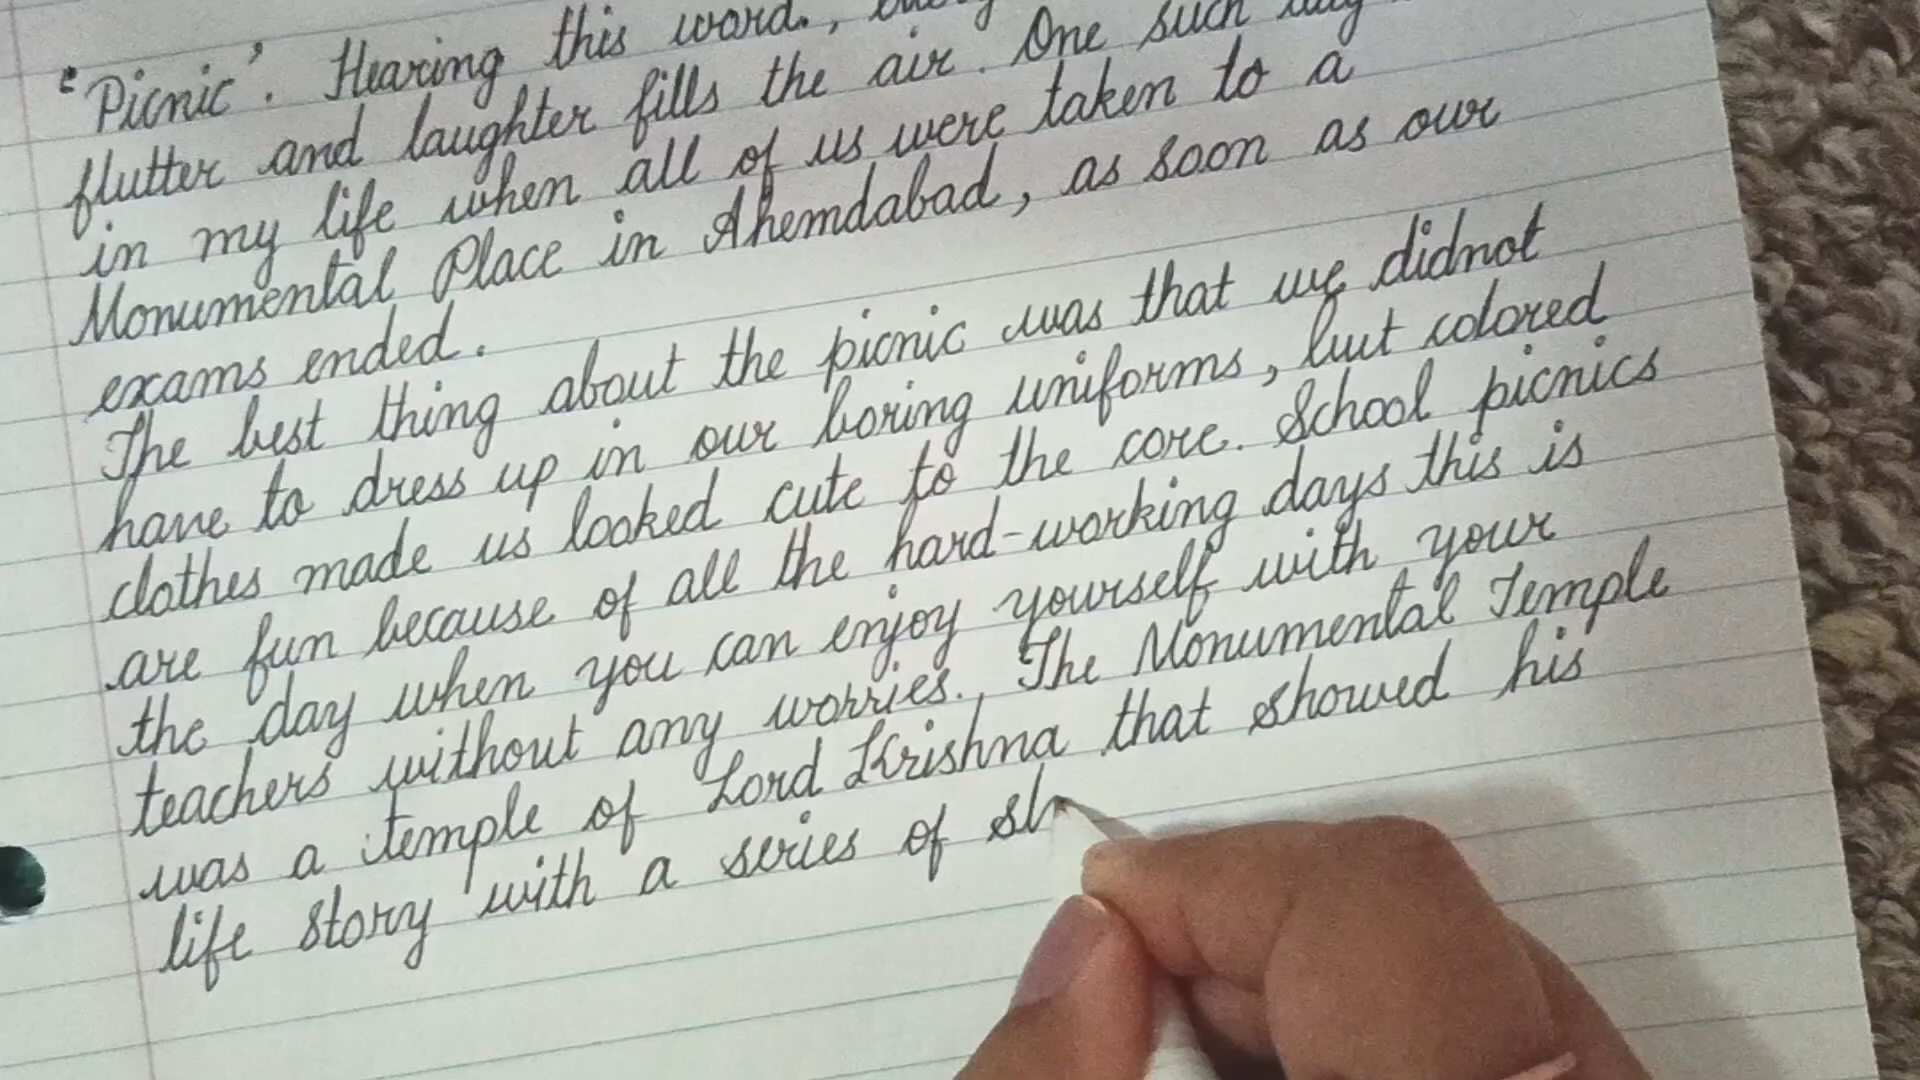 'Picnic'. Hearing this word.,
flutter and laughter fills the air. One such day
in my life when all of us were taken to a
Monumental Place in Ahemdabad, as soon as our
exams ended.
The best thing about the picnic was that we didnot
have to dress up in our boring uniforms, but colored
clothes made us looked cute to the core. School picnics
are fun because of all the hard-working days this is
the day when you can enjoy yourself with your
teachers without any worries. The Monumental Temple
was a temple of Lord Krishna that showed his
life story with a series of sh